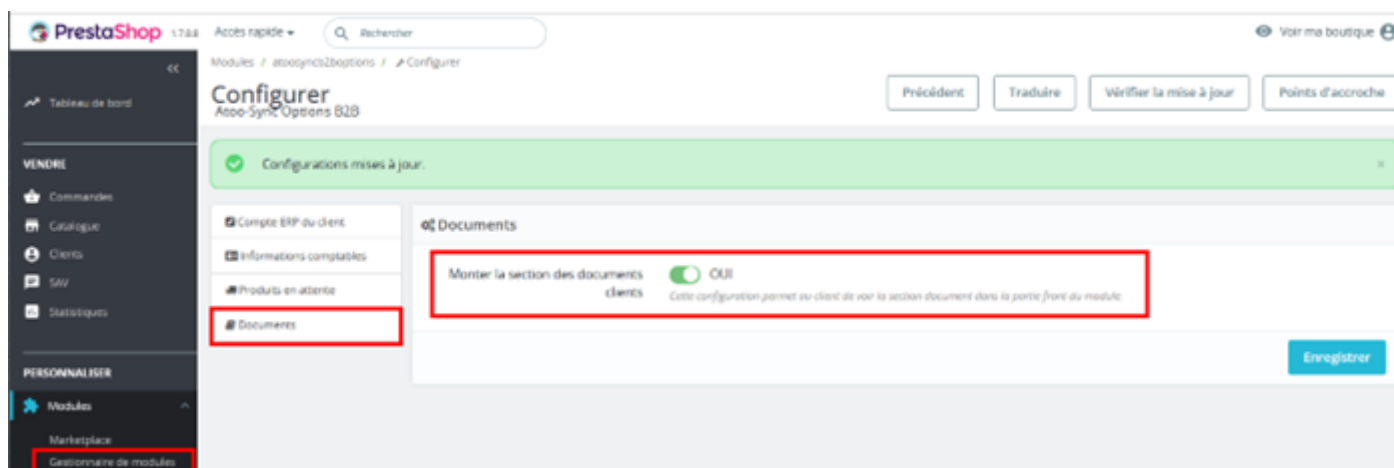 PrestaShop 1.7.8.8 Accès rapide Rechercher Voir ma boutique
Modules / atoosyncb2boptions / Configurer
Configurer
Atoo-Sync Options B2B
Précédent Traduire Vérifier la mise à jour Points d'accroche
Tableau de bord
Configurations mises à jour.
VENDRE
Commandes
Catalogue
Clients
SAV
Statistiques
Compte ERP du client
Informations comptables
Produits en attente
Documents
Documents
Monter la section des documents
clients
OUI
Cette configuration permet au client de voir la section document dans la partie front du module.
Enregistrer
PERSONNALISER
Modules
Marketplace
Gestionnaire de modules